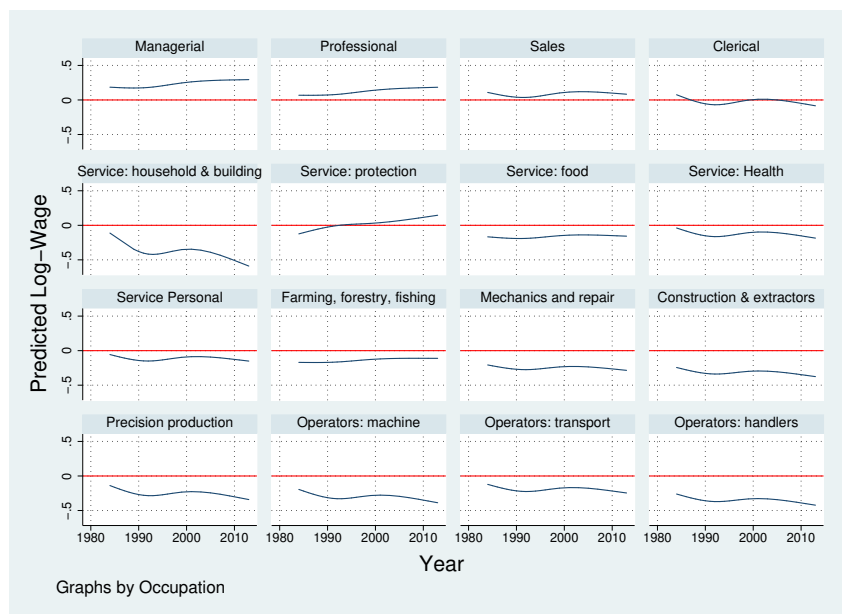 Managerial
Professional
Sales
Clerical
.5
0
−.5
Service: household & building
Service: protection
Service: food
Service: Health
.5
0
−.5
Service Personal
Farming, forestry, fishing
Mechanics and repair
Construction & extractors
.5
0
−.5
Precision production
Operators: machine
Operators: transport
Operators: handlers
.5
0
−.5
1980 1990 2000 2010
1980 1990 2000 2010
1980 1990 2000 2010
1980 1990 2000 2010
Predicted Log−Wage
Year
Graphs by Occupation